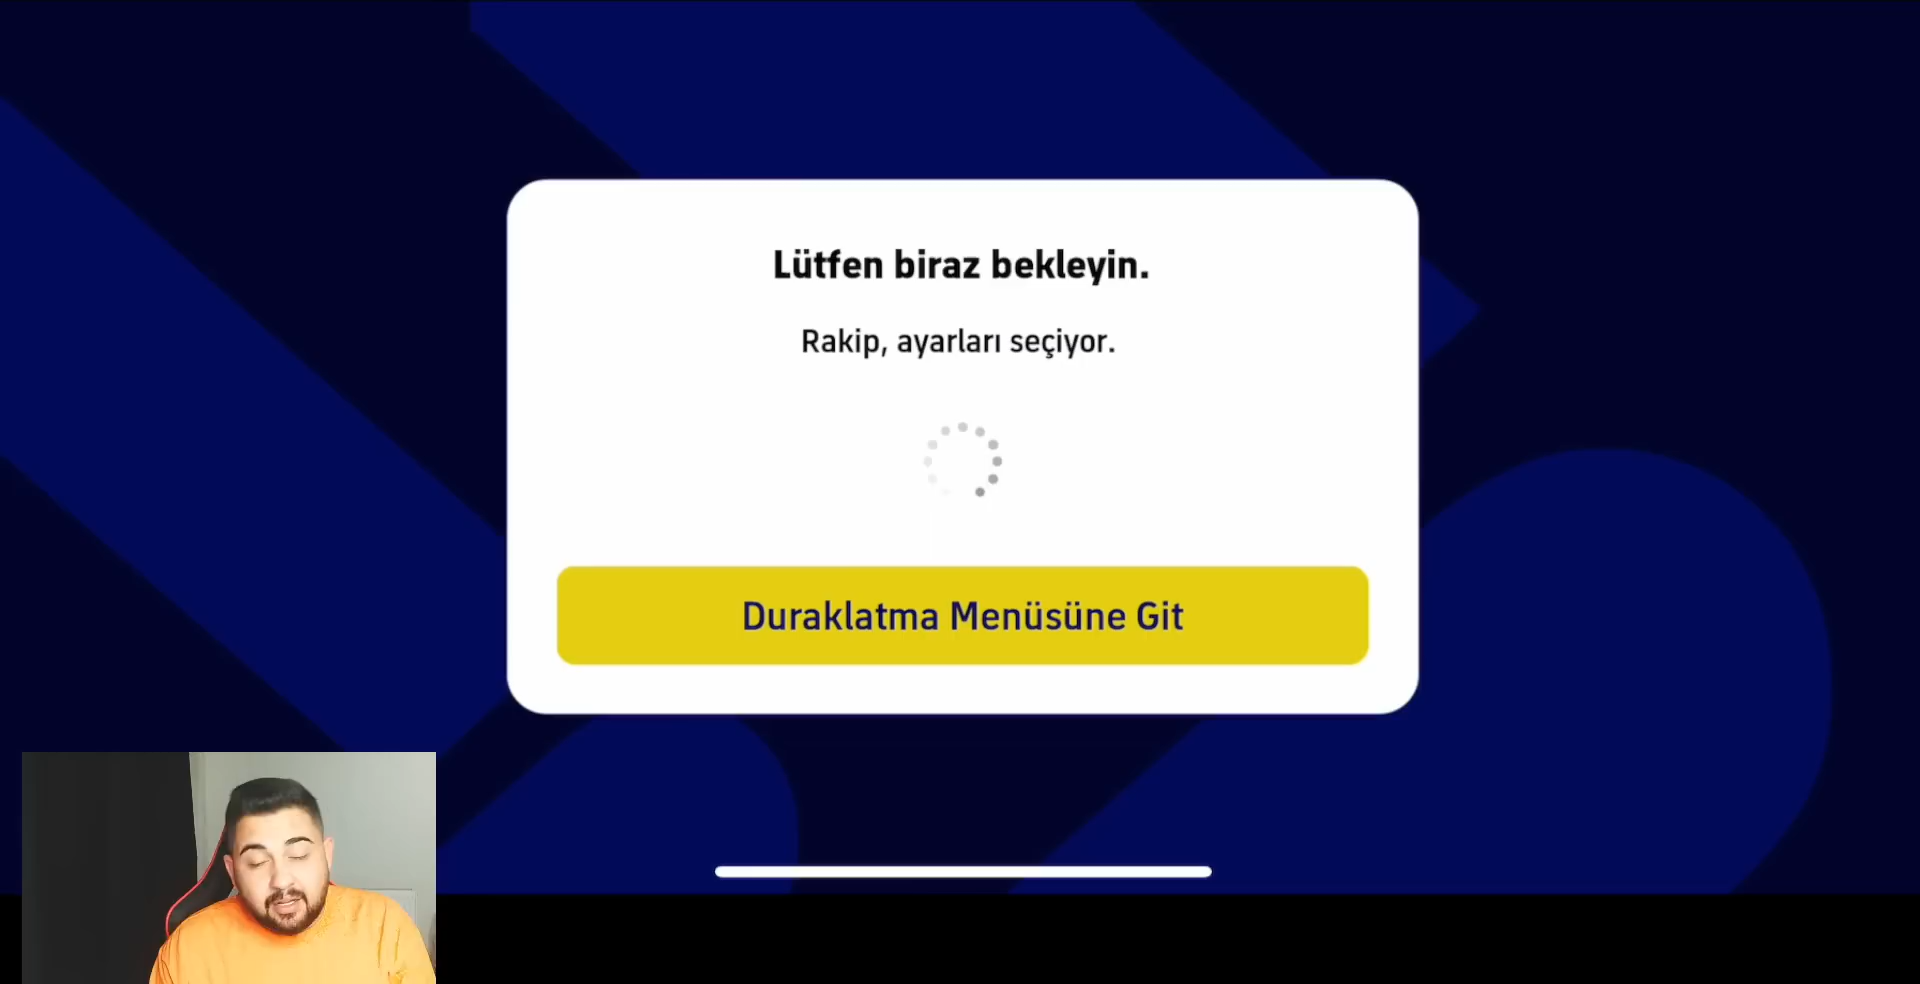 Lütfen biraz bekleyin.
Rakip, ayarları seçiyor.
Duraklatma Menüsüne Git